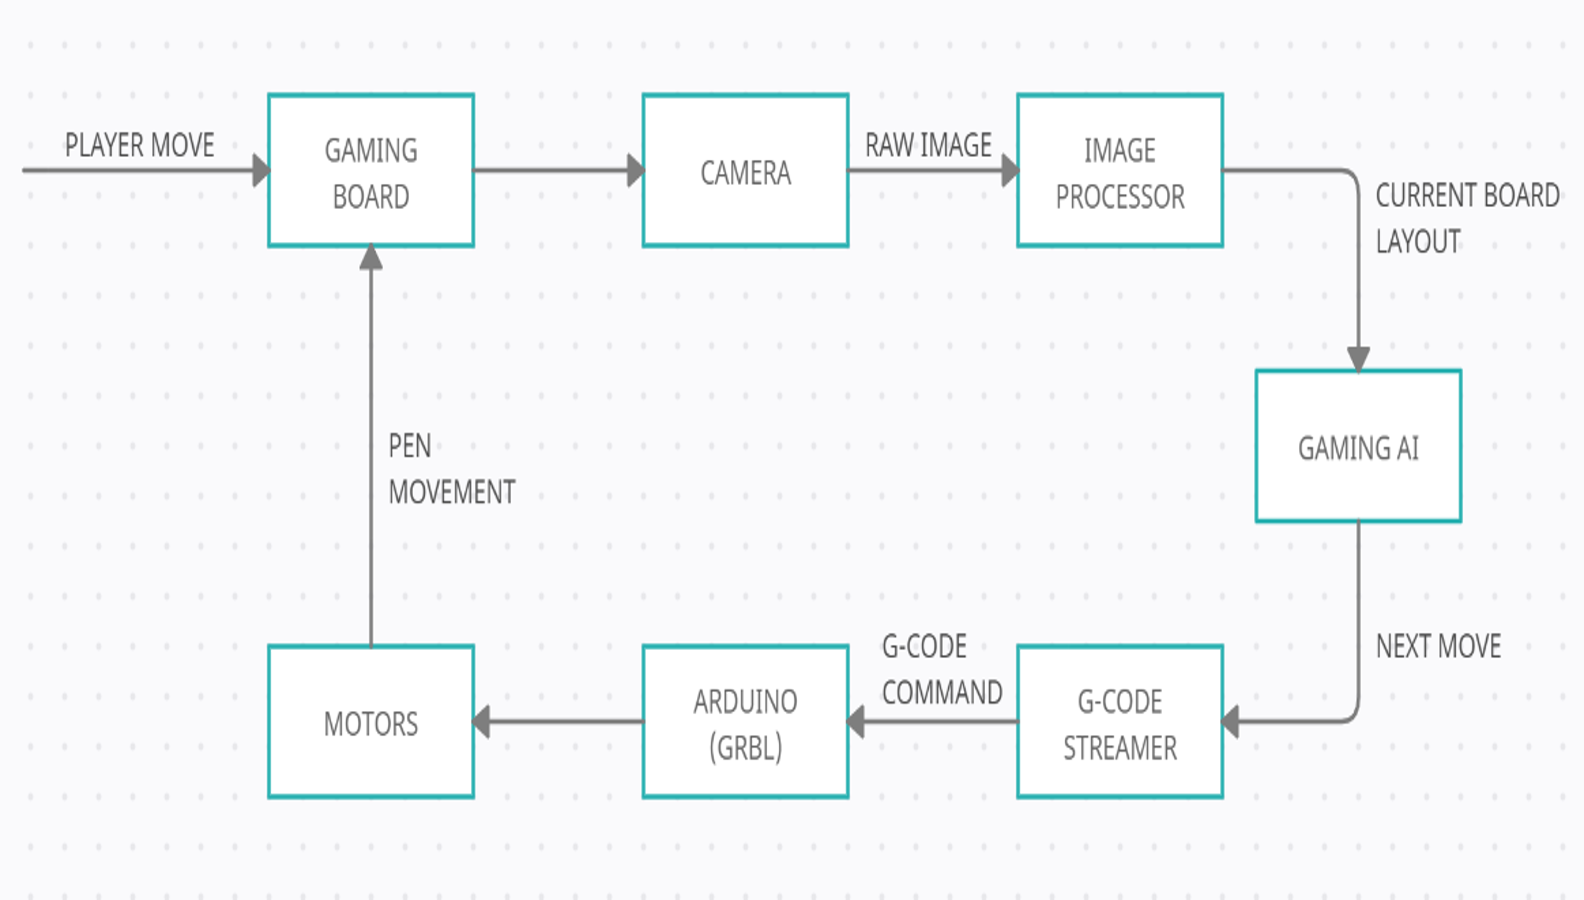 PLAYER MOVE
GAMING
BOARD
CAMERA
RAW IMAGE
IMAGE
PROCESSOR
CURRENT BOARD
LAYOUT
GAMING AI
PEN
MOVEMENT
NEXT MOVE
G-CODE
STREAMER
G-CODE
COMMAND
ARDUINO
(GRBL)
MOTORS